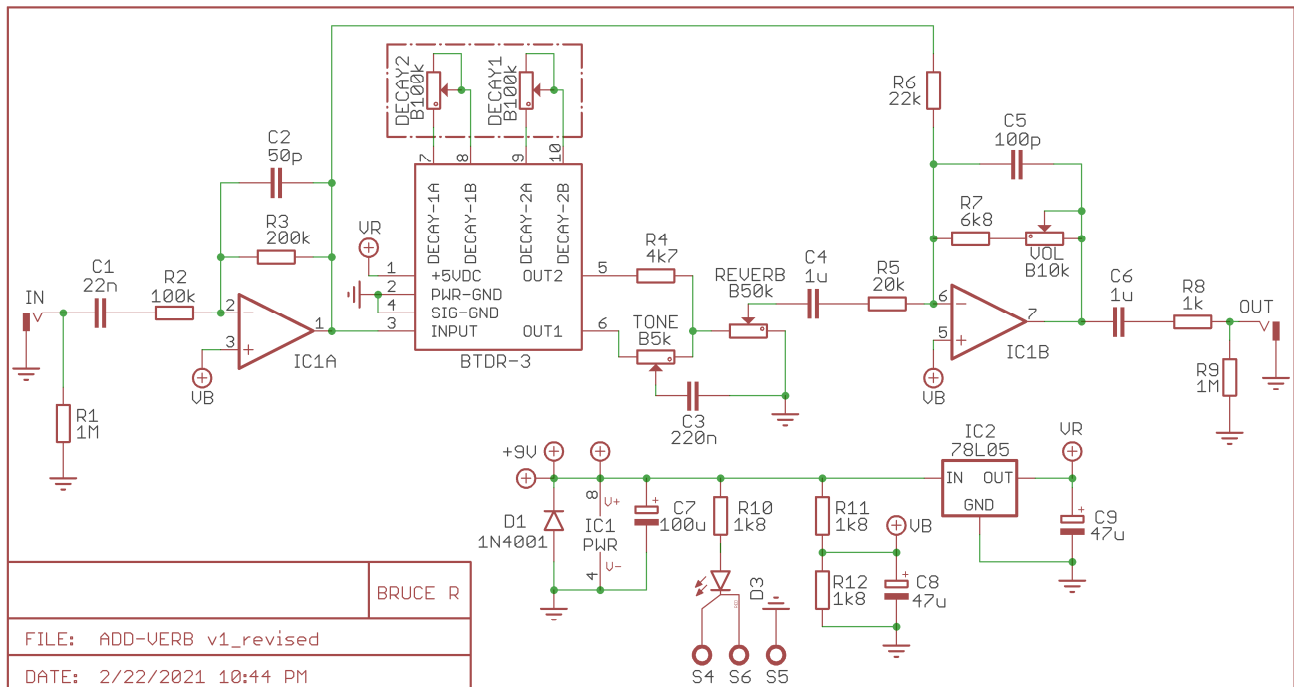 DECAY2
B100k
DECAY1
B100k
7
8
9
10
R6
22k
C2
50p
C5
100p
R3
200k
R7
6k8
VOL
B10k
VR
DECAY-1A
DECAY-1B
DECAY-2A
DECAY-2B
1
+5VDC
2
PWR-GND
4
SIG-GND
3
INPUT
OUT2
5
OUT1
6
BTDR-3
R4
4k7
TONE
B5k
REVERB
B50k
C4
1u
R5
20k
IN
C1
22n
R2
100k
2
3
1
IC1A
VB
R1
1M
C3
220n
6
5
7
IC1B
VB
C6
1u
R8
1k
OUT
R9
1M
+9V
D1
1N4001
8
V+
IC1
PWR
4
V-
C7
100u
R10
1k8
D3
RED
S4
S6
S5
R11
1k8
R12
1k8
VB
C8
47u
IC2
78L05
IN
OUT
GND
VR
C9
47u
BRUCE R
FILE: ADD-VERB v1_revised
DATE: 2/22/2021 10:44 PM